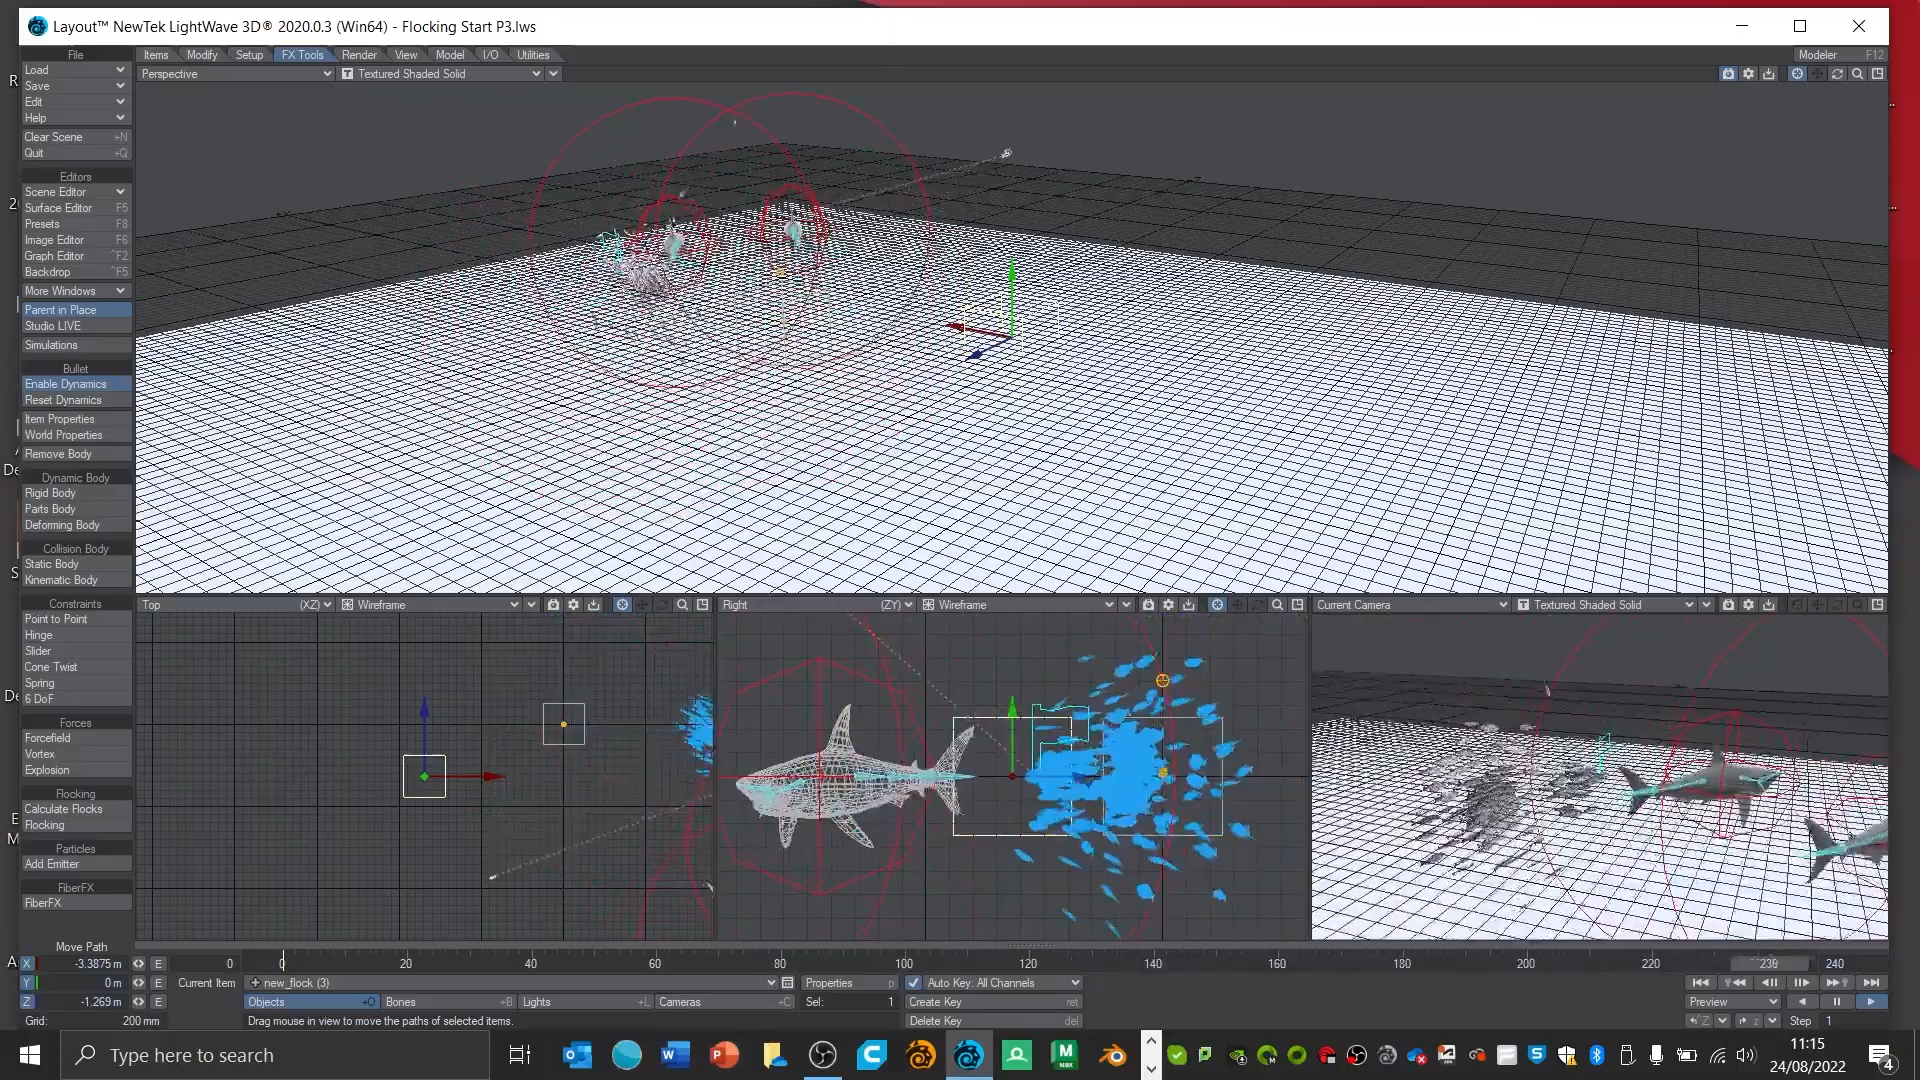 Layout™ NewTek LightWave 3D® 2020.0.3 (Win64) - Flocking Start P3.lws
File
Items Modify Setup FX Tools Render View Model I/O Utilities
Modeler F12
Load
Perspective
Textured Shaded Solid
Save
Edit
Help
Clear Scene +N
Quit +Q
Editors
Scene Editor
Surface Editor F5
Presets F8
Image Editor F6
Graph Editor ^F2
Backdrop ^F5
More Windows
Parent in Place
Studio LIVE
Simulations
Bullet
Enable Dynamics
Reset Dynamics
Item Properties
World Properties
Remove Body
Dynamic Body
Rigid Body
Parts Body
Deforming Body
Collision Body
Static Body
Kinematic Body
Constraints
Top (XZ) Wireframe
Right (ZY) Wireframe
Current Camera Textured Shaded Solid
Point to Point
Hinge
Slider
Cone Twist
Spring
6 DoF
Forces
Forcefield
Vortex
Explosion
Flocking
Calculate Flocks
Flocking
Particles
Add Emitter
FiberFX
FiberFX
Move Path
X -3.3875 m E
0 0 20 40 60 80 100 120 140 160 180 200 220 239 240
Y 0 m E
Current Item new_flock (3)
Properties p
Auto Key: All Channels
Z -1.269 m E
Objects +O Bones +B Lights +L Cameras +C
Sel: 1
Create Key ret
Preview
Grid: 200 mm
Drag mouse in view to move the paths of selected items.
Delete Key del
Step 1
Type here to search
11:15
24/08/2022
4